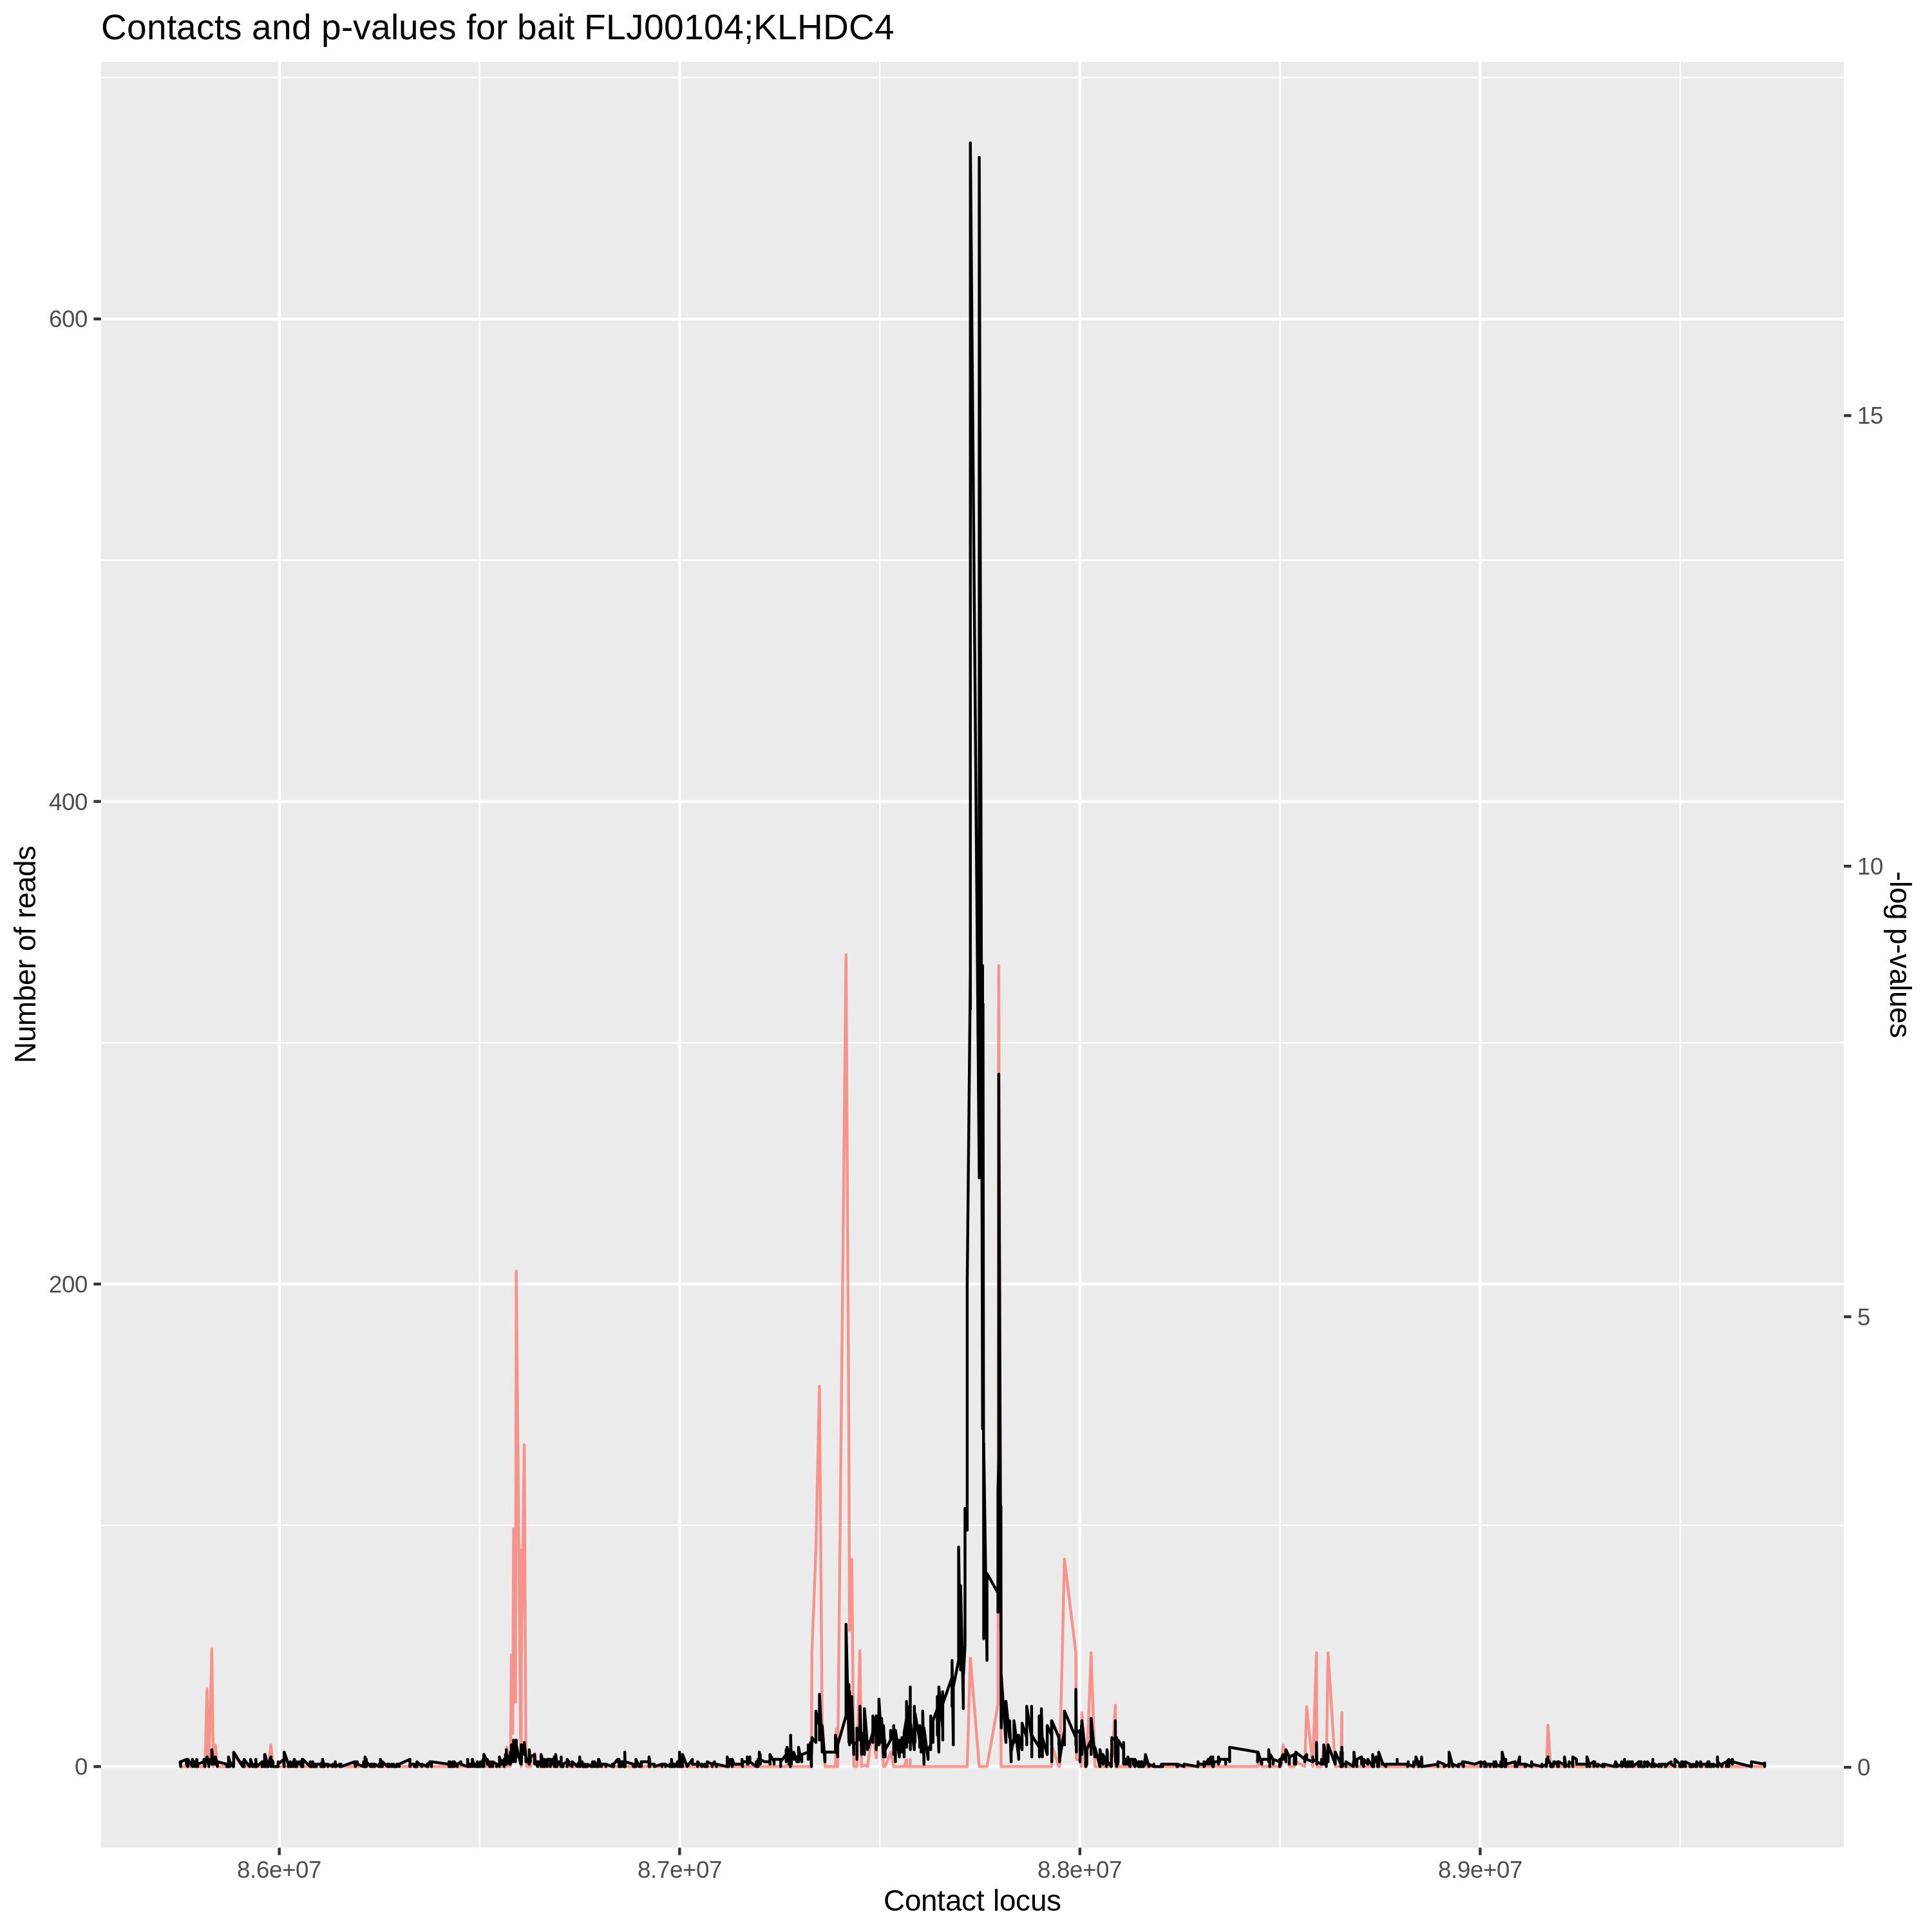 Contacts and p-values for bait FLJ00104;KLHDC4
600
400
200
0
Number of reads
15
10
5
0
-log p-values
8.6e+07
8.7e+07
8.8e+07
8.9e+07
Contact locus